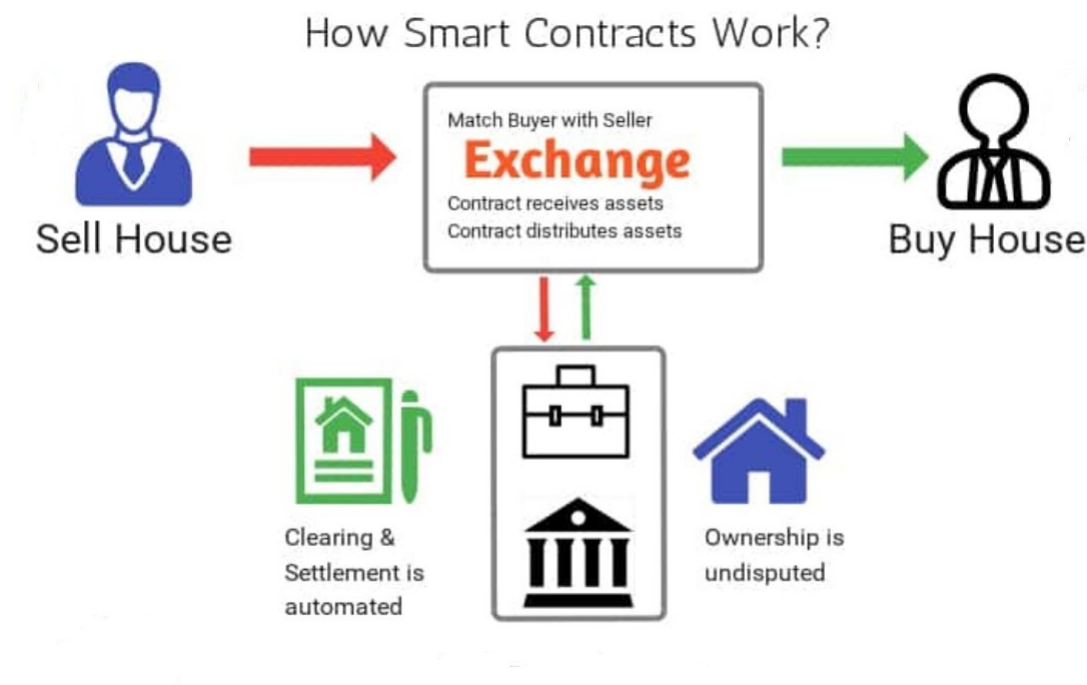 How Smart Contracts Work?
Match Buyer with Seller
Exchange
Contract receives assets
Contract distributes assets
Sell House
Buy House
Clearing &
Settlement is
automated
Ownership is
undisputed